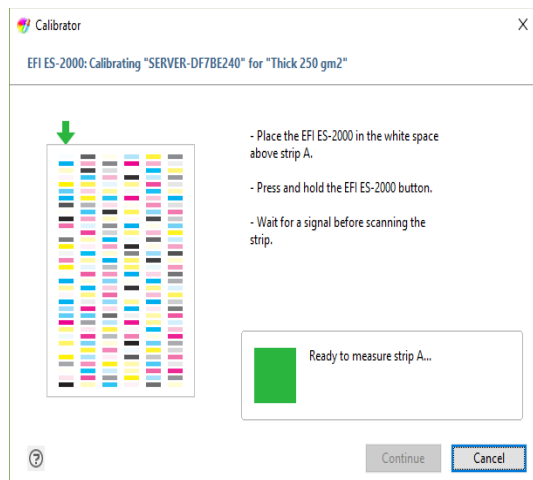 Calibrator
X
EFI ES-2000: Calibrating "SERVER-DF7BE240" for "Thick 250 gm2"
- Place the EFI ES-2000 in the white space
above strip A.
- Press and hold the EFI ES-2000 button.
- Wait for a signal before scanning the
strip.
Ready to measure strip A...
?
Continue
Cancel